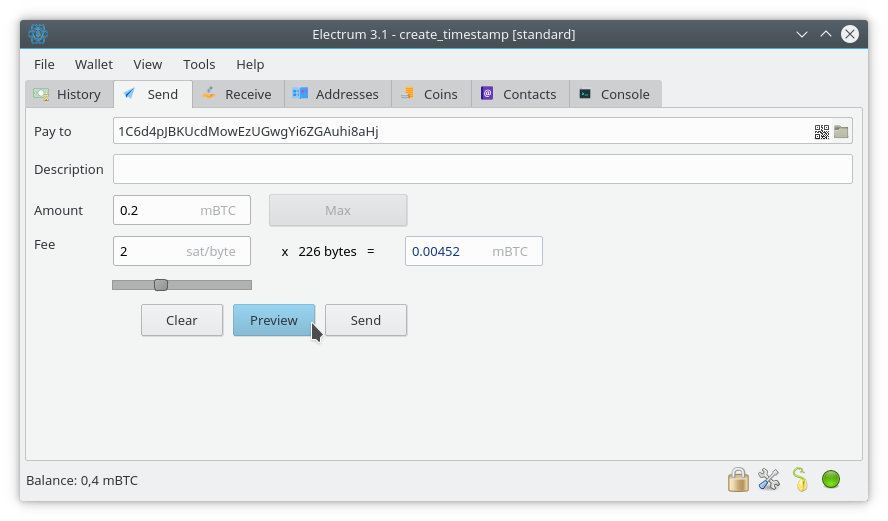 Electrum 3.1 - create_timestamp [standard]
File Wallet View Tools Help
History Send Receive Addresses Coins Contacts Console
Pay to 1C6d4pJBKUcdMowEzUGwgYi6ZGAuhi8aHj
Description
Amount 0.2 mBTC Max
Fee 2 sat/byte x 226 bytes = 0.00452 mBTC
Clear Preview Send
Balance: 0,4 mBTC